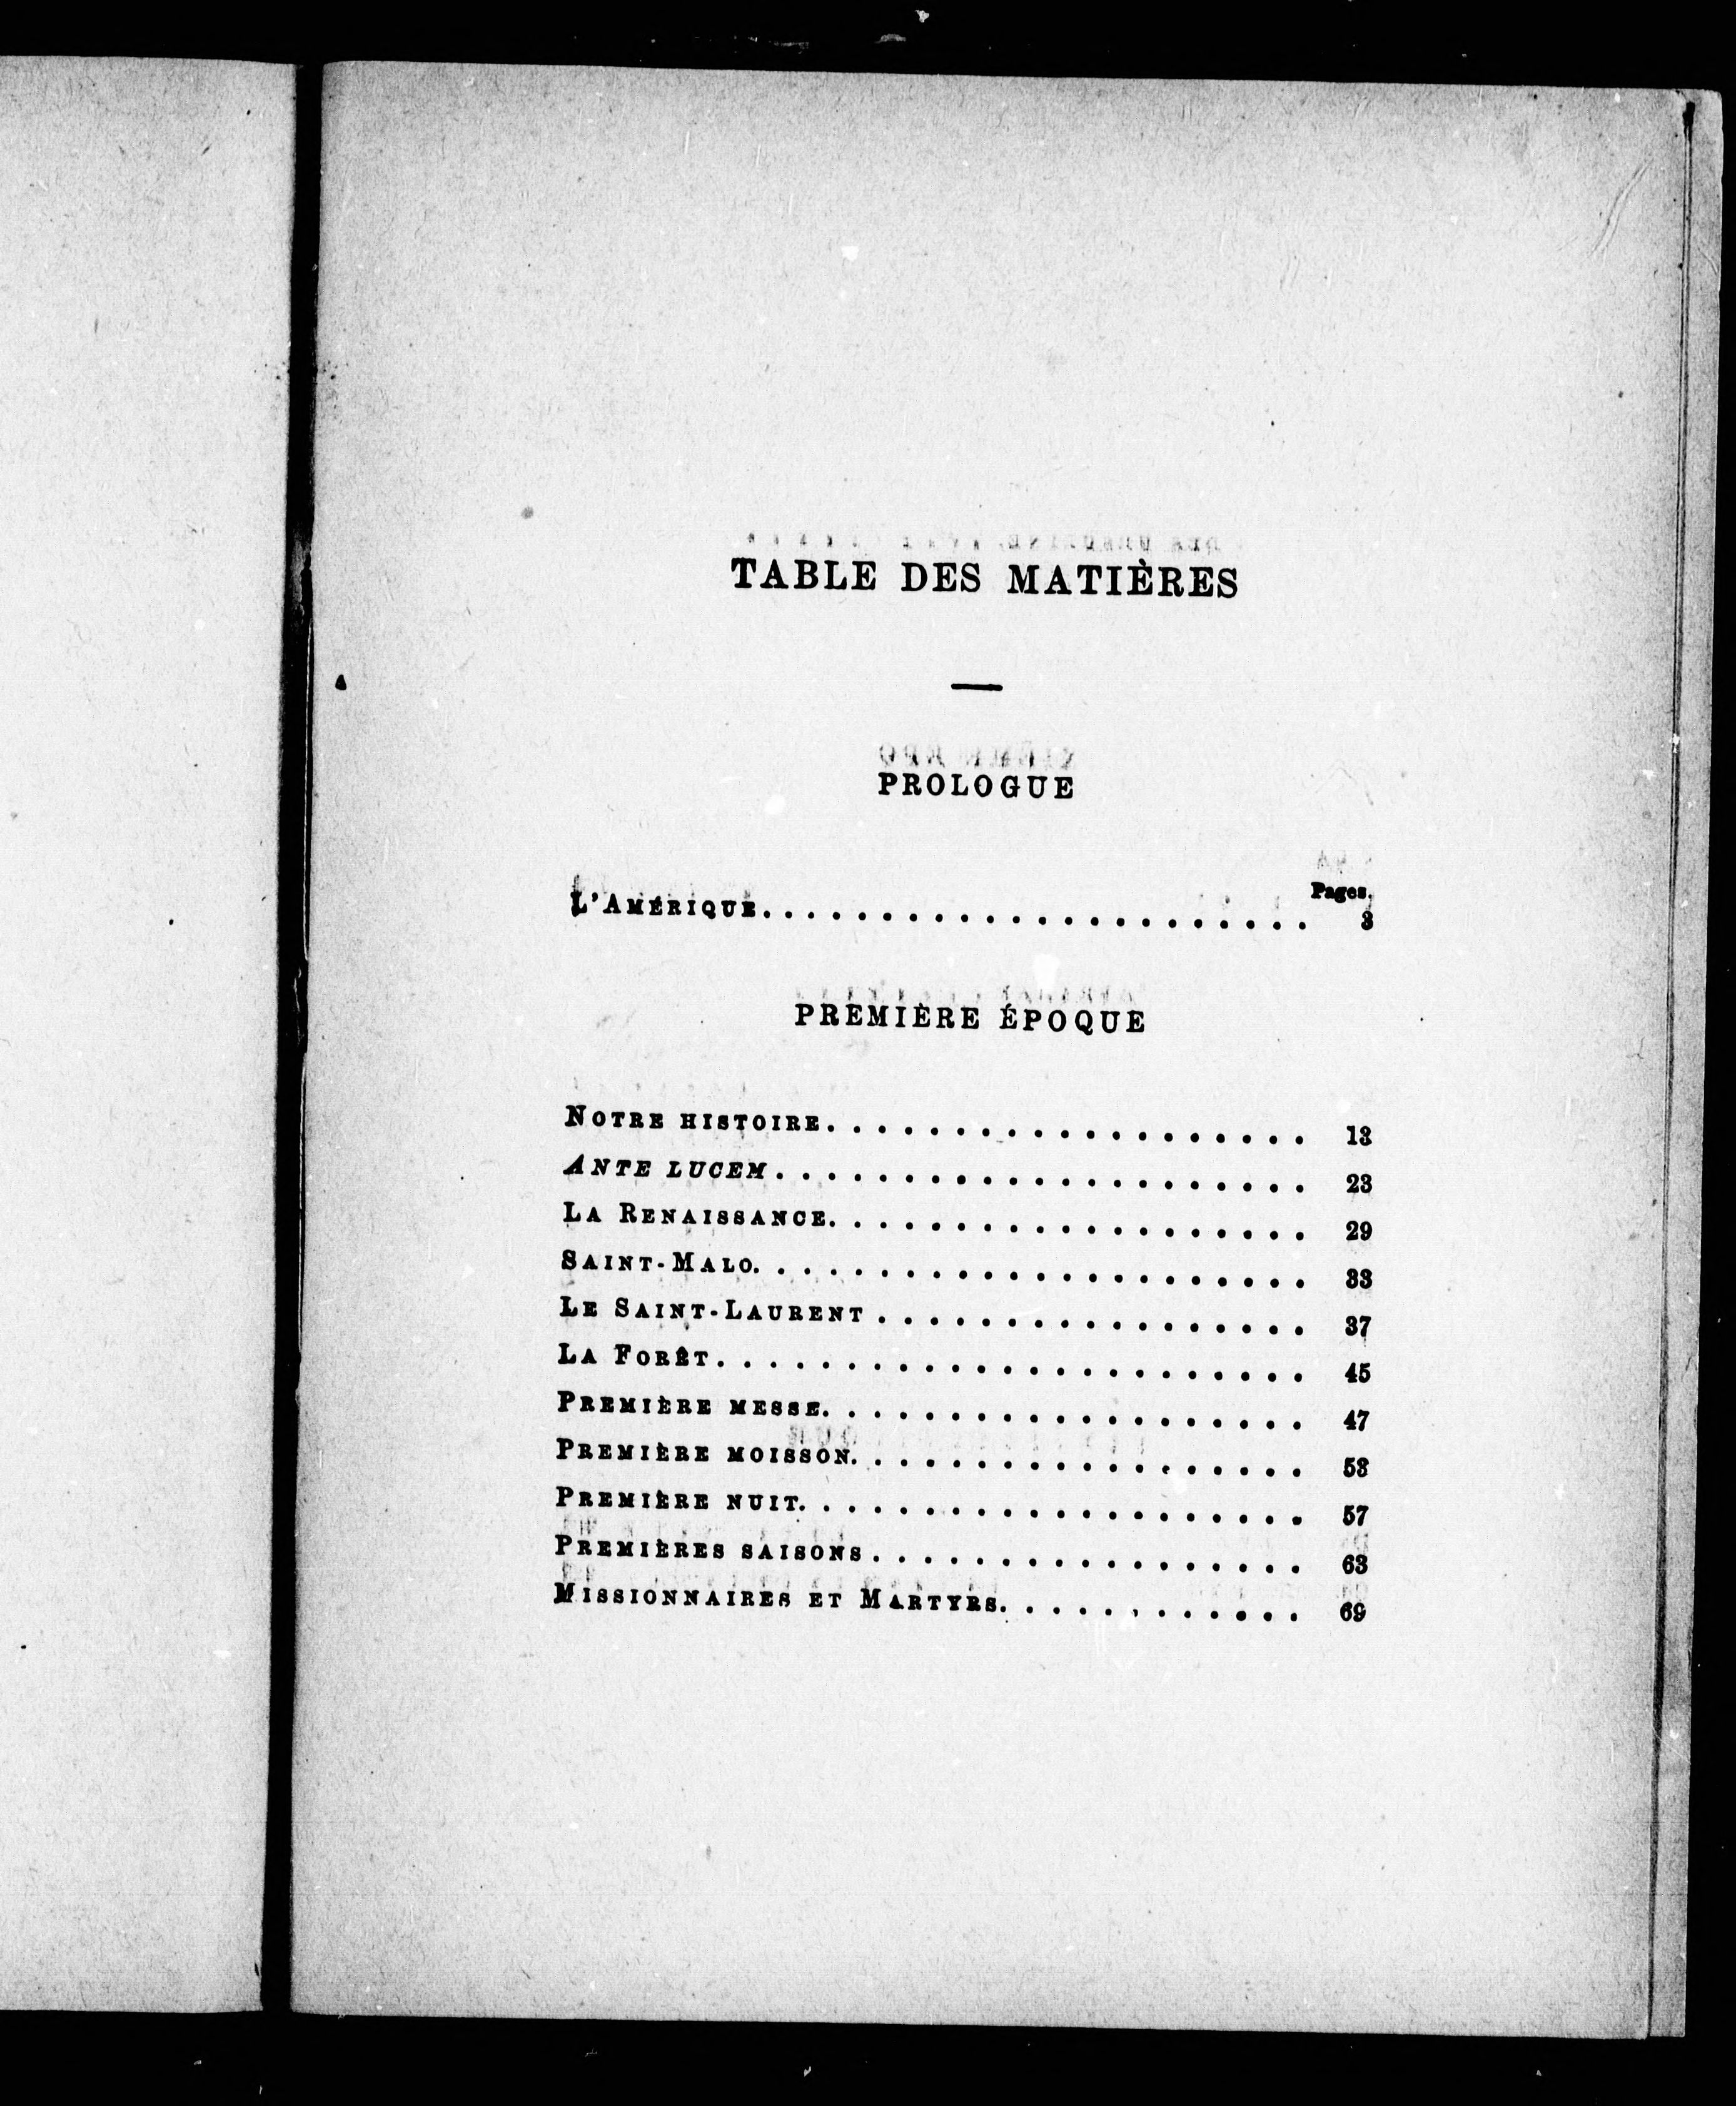 TABLE DES MATIÈRES
PROLOGUE
Pages.
L'AMÉRIQUE........................ 3
PREMIÈRE ÉPOQUE
NOTRE HISTOIRE................... 13
ANTE LUCEM..................... 23
LA RENAISSANCE................... 29
SAINT-MALO...................... 33
LE SAINT-LAURENT................. 37
LA FORÊT....................... 45
PREMIÈRE MESSE................... 47
PREMIÈRE MOISSON.................. 53
PREMIÈRE NUIT.................... 57
PREMIÈRES SAISONS................. 63
MISSIONNAIRES ET MARTYRS............ 69